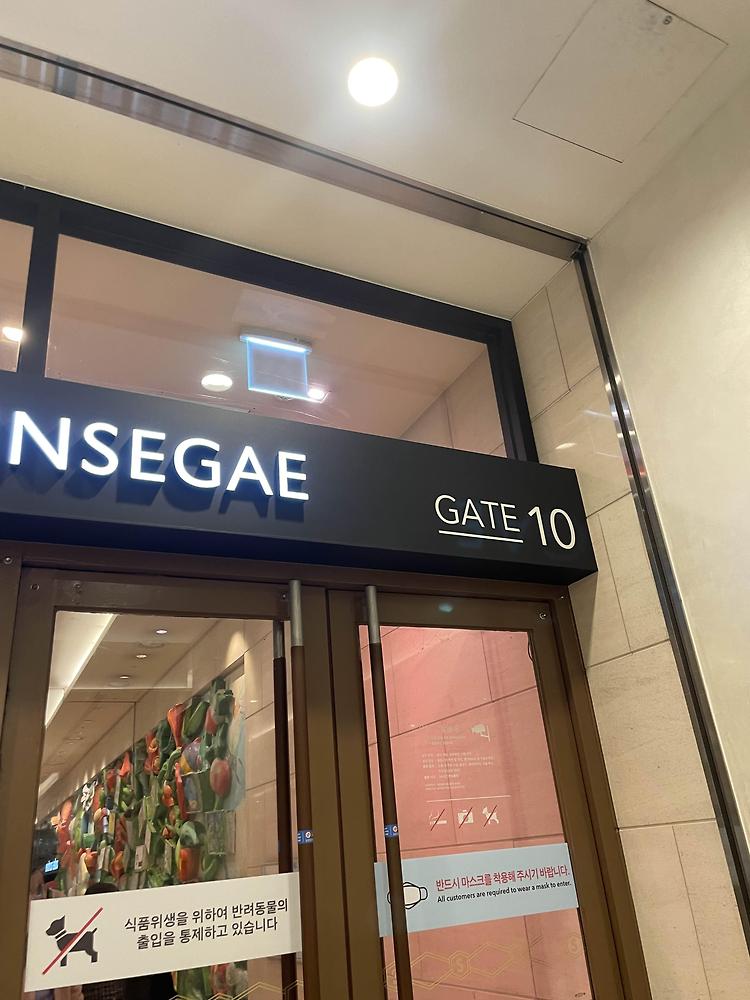 NSEGAE
GATE 10
식품위생을 위하여 반려동물의
출입을 통제하고 있습니다
반드시 마스크를 착용해 주시기 바랍니다.
All customers are required to wear a mask to enter.